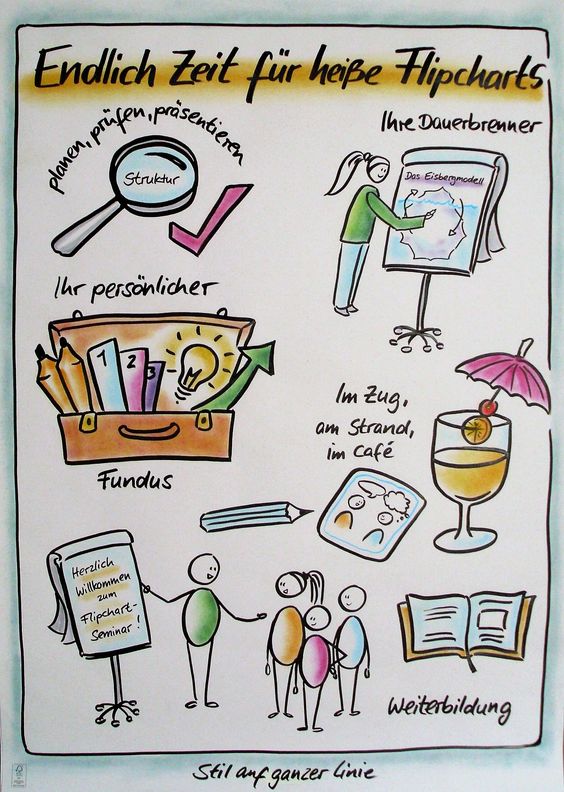 Endlich Zeit für heiße Flipcharts
planen, prüfen, präsentieren
Struktur
Ihre Dauerbrenner
Das Eisbergmodell
Ihr persönlicher
1 2 3
Fundus
Im Zug,
am Strand,
im Café
Herzlich
Willkommen
zum
Flipchart-
Seminar!
Weiterbildung
Stil auf ganzer Linie